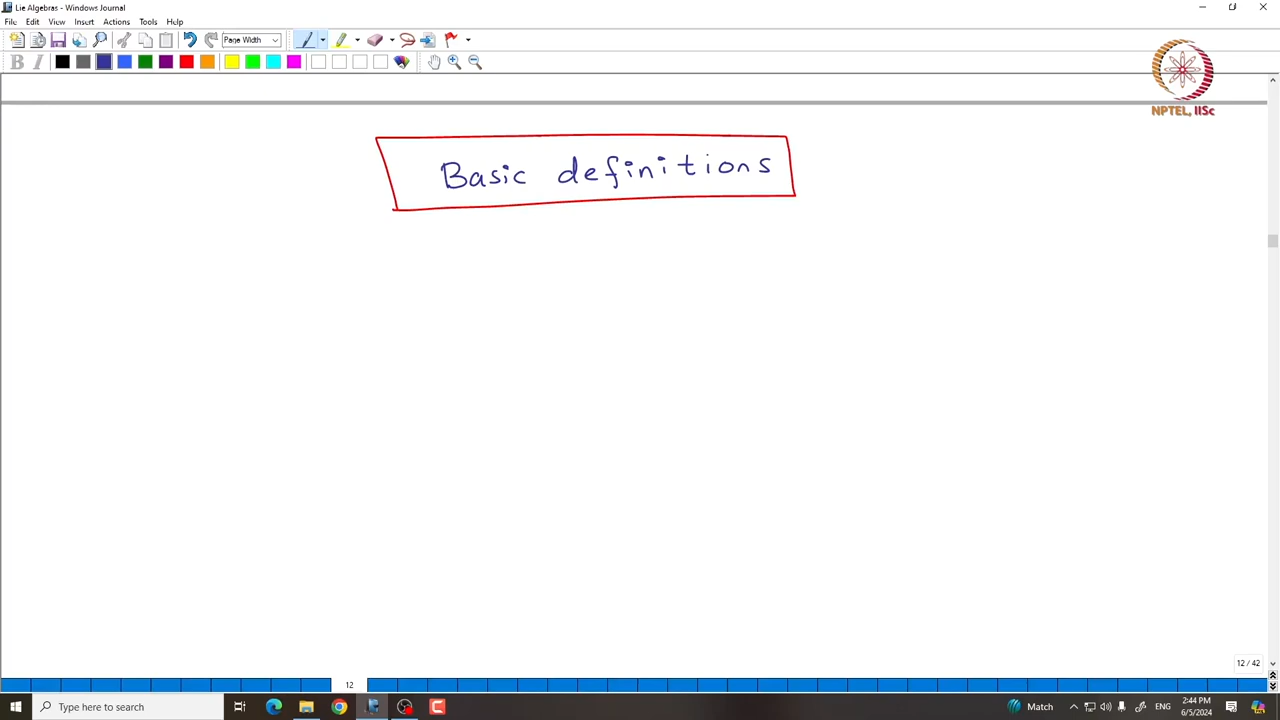 Lie Algebras - Windows Journal
File Edit View Insert Actions Tools Help
Page Width
B I
NPTEL, IISc
Basic definitions
12 / 42
12
Type here to search
Match
ENG
2:44 PM
6/5/2024